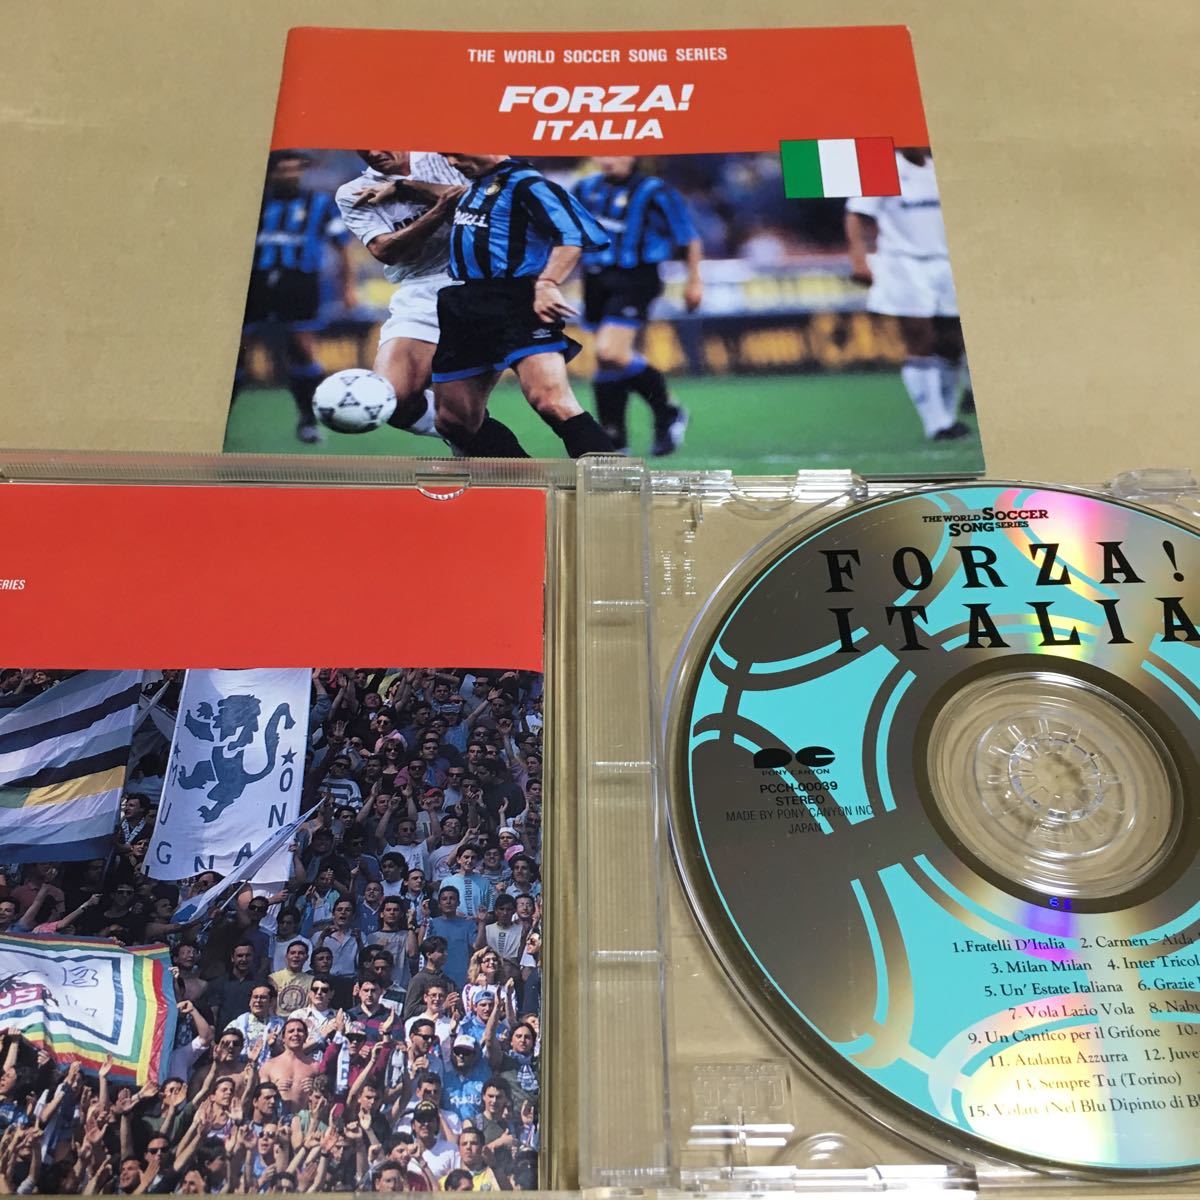 THE WORLD SOCCER SONG SERIES
FORZA!
ITALIA
THE WORLD SOCCER
SONG SERIES
FORZA!
ITALIA
PONY CANYON
PCCH-00039
STEREO
MADE BY PONY CANYON INC
JAPAN
1.Fratelli D'Italia 2. Carmen~Aida
3. Milan Milan 4. Inter Tricol
5. Un' Estate Italiana 6. Grazie
7. Vola Lazio Vola 8. Nabu
9. Un Cantico per il Grifone 10.
11. Atalanta Azzurra 12. Juve
13. Sempre Tu (Torino)
15. Volare (Nel Blu Dipinto di Bl